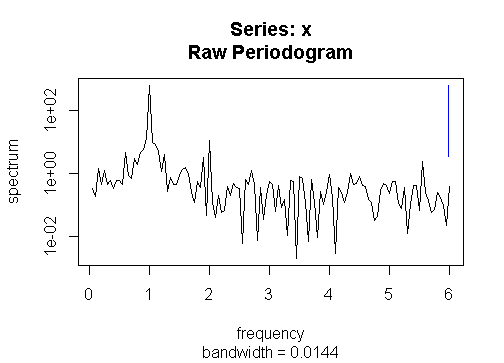 Series: x
Raw Periodogram
spectrum
1e+02
1e+00
1e-02
0 1 2 3 4 5 6
frequency
bandwidth = 0.0144